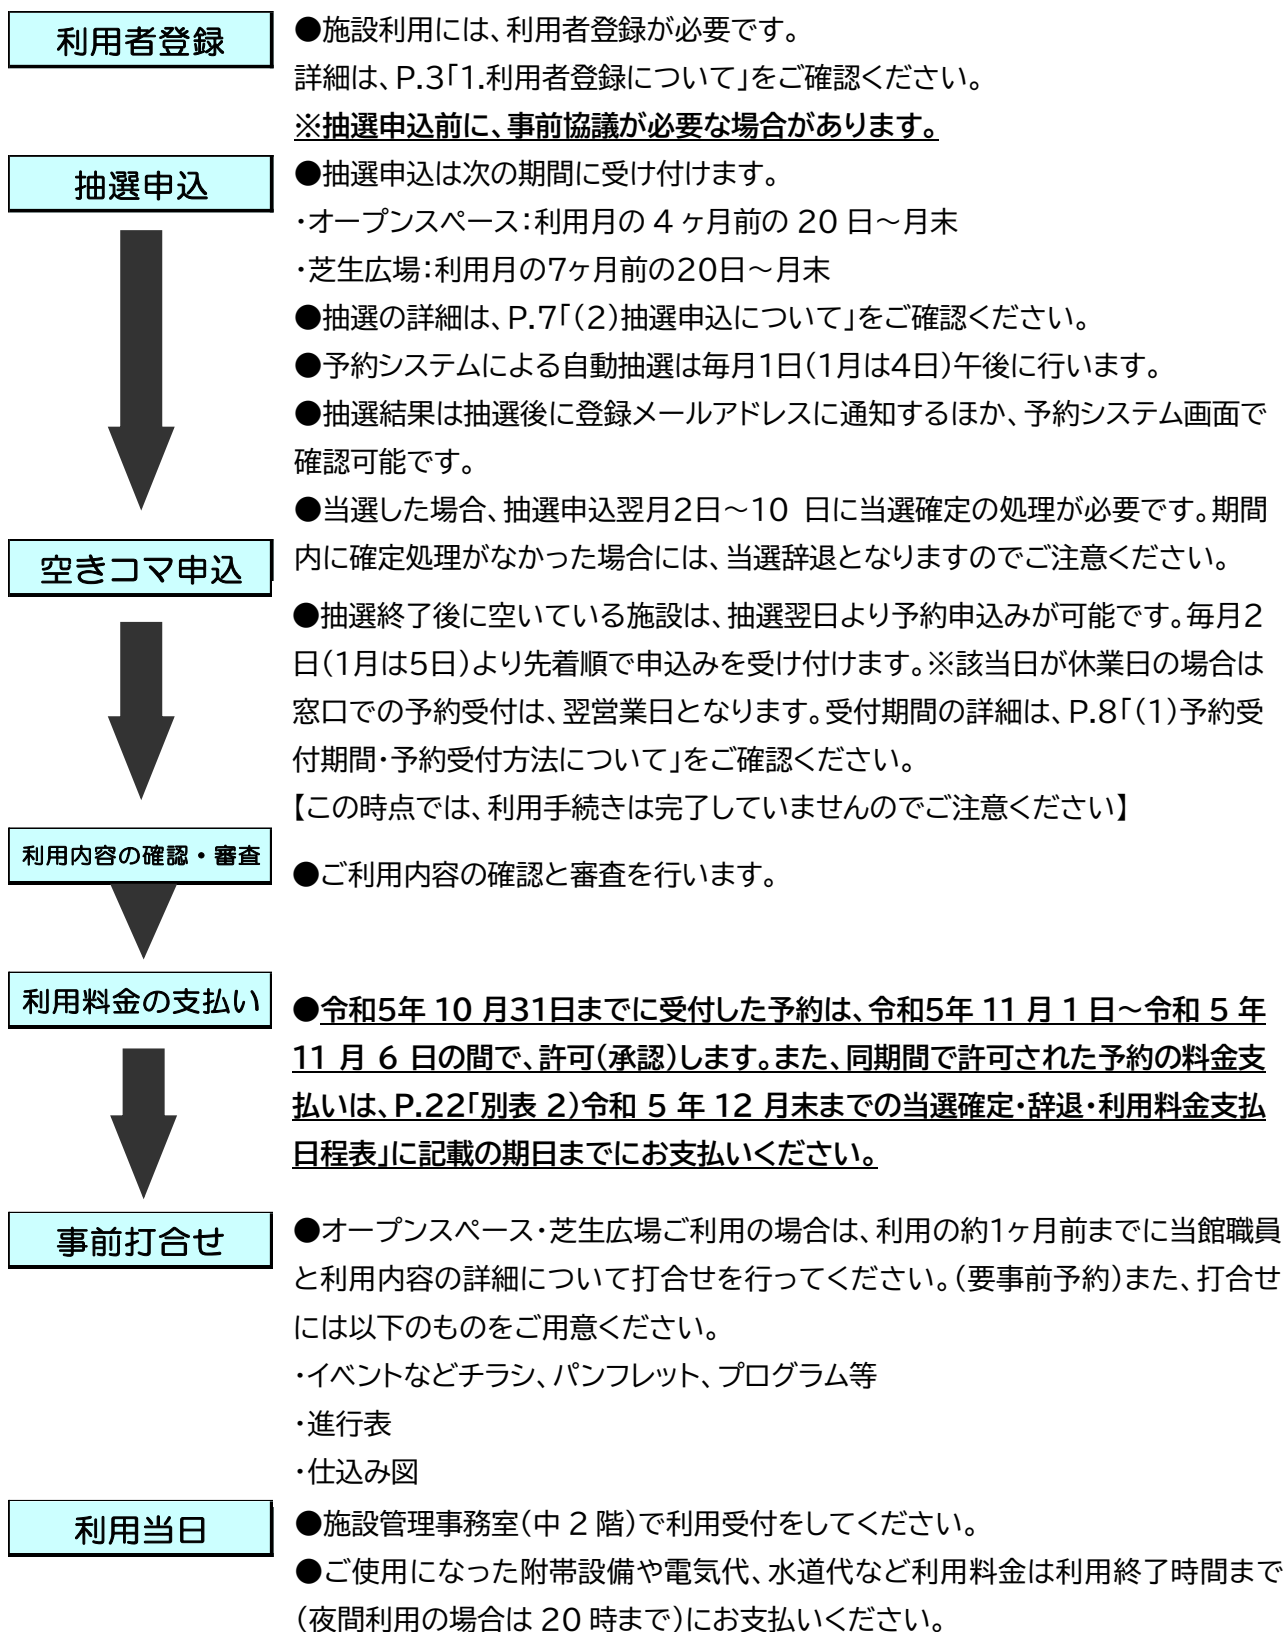 利用者登録
●施設利用には、利用者登録が必要です。
詳細は、P.3「1.利用者登録について」をご確認ください。
※抽選申込前に、事前協議が必要な場合があります。
抽選申込
●抽選申込は次の期間に受け付けます。
・オープンスペース：利用月の 4 ヶ月前の 20 日～月末
・芝生広場：利用月の7ヶ月前の20日～月末
●抽選の詳細は、P.7「（2）抽選申込について」をご確認ください。
●予約システムによる自動抽選は毎月1日（1月は4日）午後に行います。
●抽選結果は抽選後に登録メールアドレスに通知するほか、予約システム画面で
確認可能です。
●当選した場合、抽選申込翌月2日～10 日に当選確定の処理が必要です。期間
内に確定処理がなかった場合には、当選辞退となりますのでご注意ください。
空きコマ申込
●抽選終了後に空いている施設は、抽選翌日より予約申込みが可能です。毎月2
日（1月は5日）より先着順で申込みを受け付けます。※該当日が休業日の場合は
窓口での予約受付は、翌営業日となります。受付期間の詳細は、P.8「（1）予約受
付期間・予約受付方法について」をご確認ください。
【この時点では、利用手続きは完了していませんのでご注意ください】
利用内容の確認・審査
●ご利用内容の確認と審査を行います。
利用料金の支払い
●令和5年 10 月31日までに受付した予約は、令和5年 11 月 1 日～令和 5 年
11 月 6 日の間で、許可（承認）します。また、同期間で許可された予約の料金支
払いは、P.22「別表 2）令和 5 年 12 月末までの当選確定・辞退・利用料金支払
日程表」に記載の期日までにお支払いください。
事前打合せ
●オープンスペース・芝生広場ご利用の場合は、利用の約1ヶ月前までに当館職員
と利用内容の詳細について打合せを行ってください。（要事前予約）また、打合せ
には以下のものをご用意ください。
・イベントなどチラシ、パンフレット、プログラム等
・進行表
・仕込み図
利用当日
●施設管理事務室（中 2 階）で利用受付をしてください。
●ご使用になった附帯設備や電気代、水道代など利用料金は利用終了時間まで
（夜間利用の場合は 20 時まで）にお支払いください。